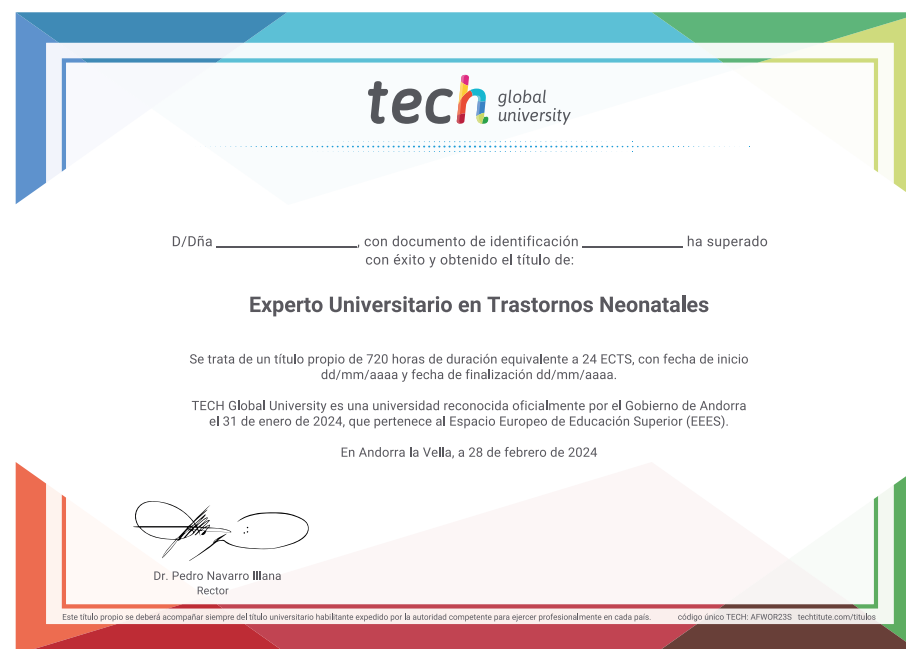 tech global university
D/Dña ____________, con documento de identificación ____________ ha superado
con éxito y obtenido el título de:
Experto Universitario en Trastornos Neonatales
Se trata de un título propio de 720 horas de duración equivalente a 24 ECTS, con fecha de inicio
dd/mm/aaaa y fecha de finalización dd/mm/aaaa.
TECH Global University es una universidad reconocida oficialmente por el Gobierno de Andorra
el 31 de enero de 2024, que pertenece al Espacio Europeo de Educación Superior (EEES).
En Andorra la Vella, a 28 de febrero de 2024
Dr. Pedro Navarro Illana
Rector
Este título propio se deberá acompañar siempre del título universitario habilitante expedido por la autoridad competente para ejercer profesionalmente en cada país. código único TECH: AFWOR23S techtitute.com/titulos